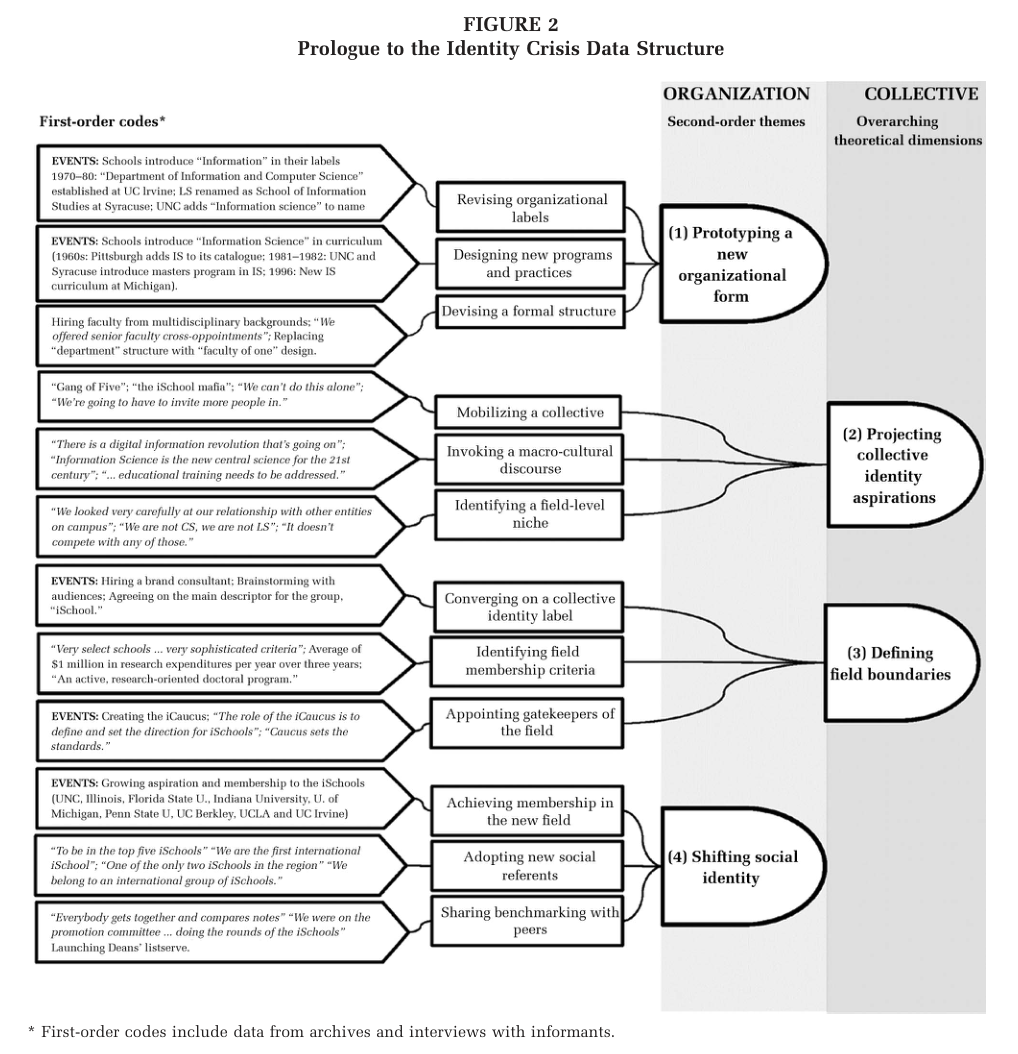 FIGURE 2
Prologue to the Identity Crisis Data Structure
ORGANIZATION
COLLECTIVE
First-order codes*
Second-order themes
Overarching
theoretical dimensions
EVENTS: Schools introduce “Information” in their labels
1970–80: “Department of Information and Computer Science”
established at UC Irvine; LS renamed as School of Information
Studies at Syracuse; UNC adds “Information science” to name
Revising organizational
labels
EVENTS: Schools introduce “Information Science” in curriculum
(1960s: Pittsburgh adds IS to its catalogue; 1981–1982: UNC and
Syracuse introduce masters program in IS; 1996: New IS
curriculum at Michigan).
Designing new programs
and practices
Hiring faculty from multidisciplinary backgrounds; “We
offered senior faculty cross-appointments”; Replacing
“department” structure with “faculty of one” design.
Devising a formal structure
(1) Prototyping a
new
organizational
form
“Gang of Five”; “the iSchool mafia”; “We can’t do this alone”;
“We’re going to have to invite more people in.”
Mobilizing a collective
“There is a digital information revolution that’s going on”;
“Information Science is the new central science for the 21st
century”; “... educational training needs to be addressed.”
Invoking a macro-cultural
discourse
“We looked very carefully at our relationship with other entities
on campus”; “We are not CS, we are not LS”; “It doesn’t
compete with any of those.”
Identifying a field-level
niche
(2) Projecting
collective
identity
aspirations
EVENTS: Hiring a brand consultant; Brainstorming with
audiences; Agreeing on the main descriptor for the group,
“iSchool.”
Converging on a collective
identity label
“Very select schools ... very sophisticated criteria”; Average of
$1 million in research expenditures per year over three years;
“An active, research-oriented doctoral program.”
Identifying field
membership criteria
EVENTS: Creating the iCaucus; “The role of the iCaucus is to
define and set the direction for iSchools”; “Caucus sets the
standards.”
Appointing gatekeepers of
the field
(3) Defining
field boundaries
EVENTS: Growing aspiration and membership to the iSchools
(UNC, Illinois, Florida State U., Indiana University, U. of
Michigan, Penn State U, UC Berkley, UCLA and UC Irvine)
Achieving membership in
the new field
“To be in the top five iSchools” “We are the first international
iSchool”; “One of the only two iSchools in the region” “We
belong to an international group of iSchools.”
Adopting new social
referents
“Everybody gets together and compares notes” “We were on the
promotion committee ... doing the rounds of the iSchools”
Launching Deans’ listserve.
Sharing benchmarking with
peers
(4) Shifting social
identity
* First-order codes include data from archives and interviews with informants.